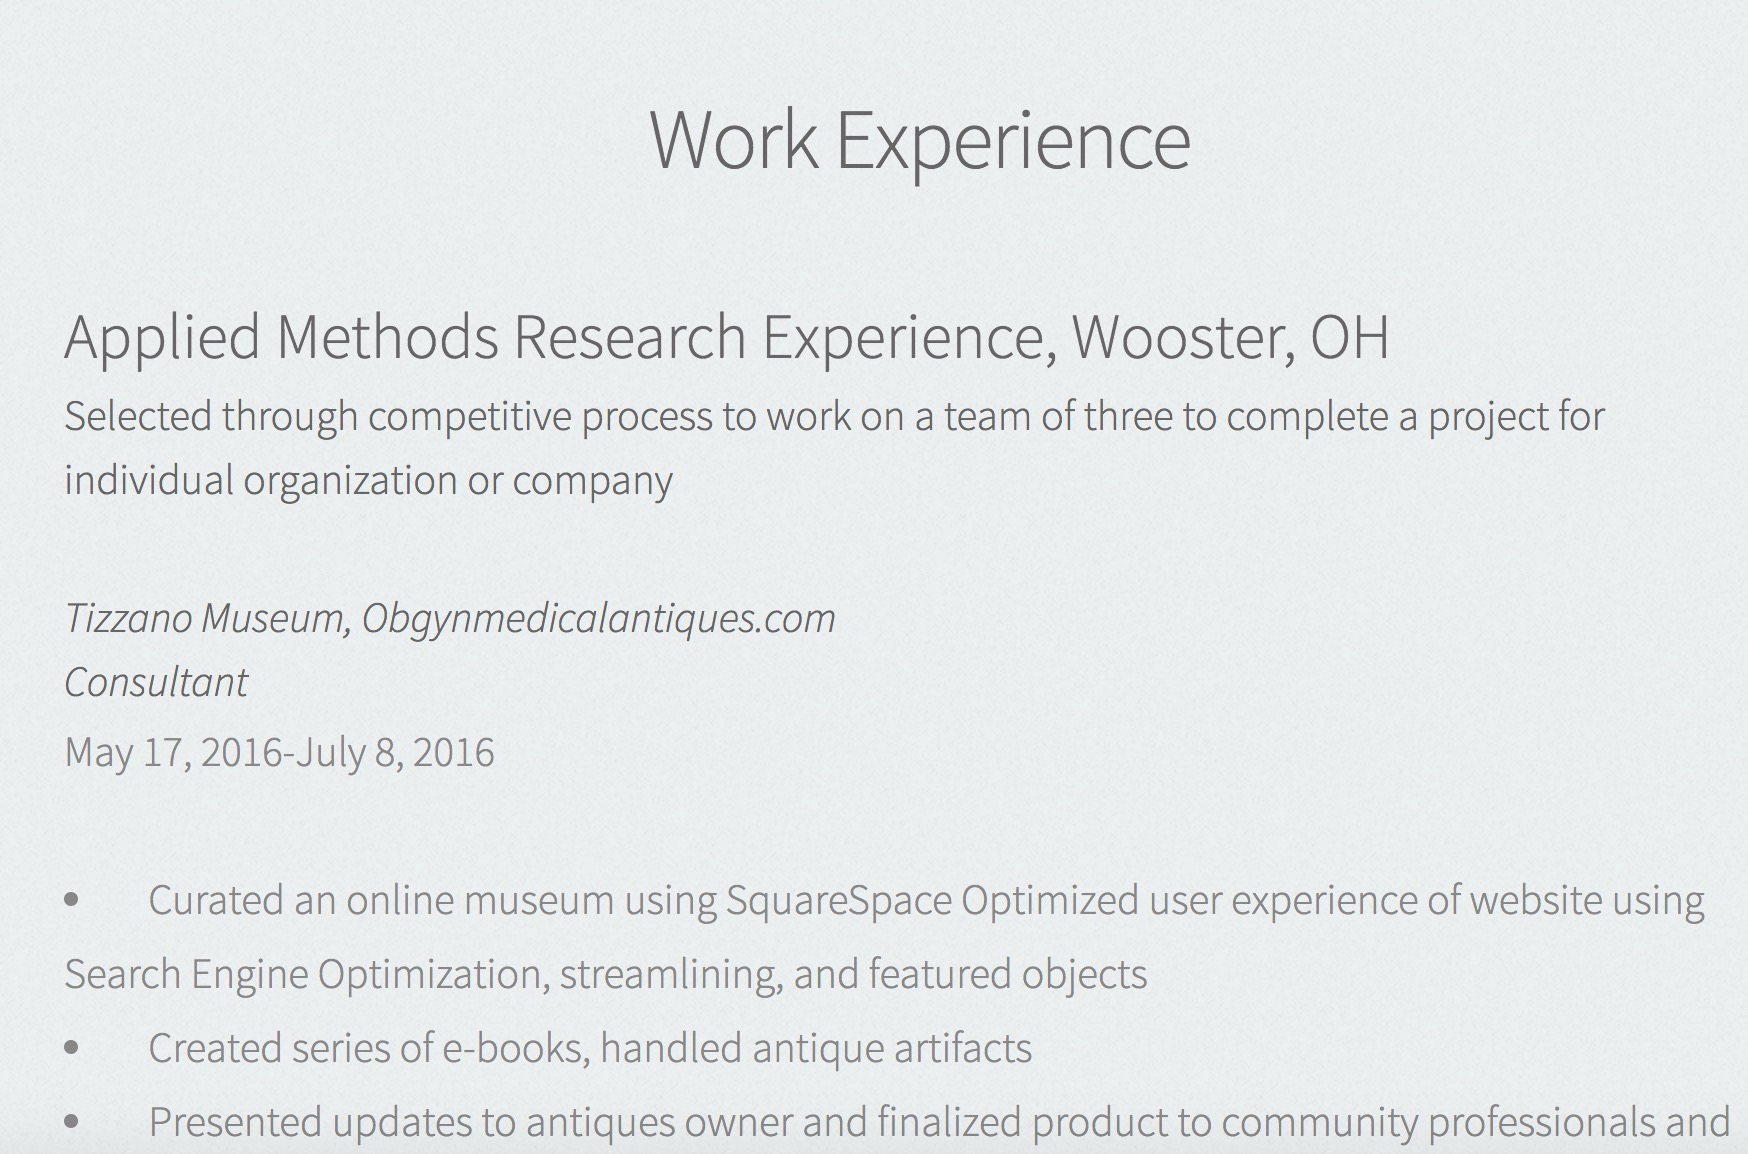 Work Experience
Applied Methods Research Experience, Wooster, OH
Selected through competitive process to work on a team of three to complete a project for
individual organization or company
Tizzano Museum, Obgynmedicalantiques.com
Consultant
May 17, 2016-July 8, 2016
• Curated an online museum using SquareSpace Optimized user experience of website using
Search Engine Optimization, streamlining, and featured objects
• Created series of e-books, handled antique artifacts
• Presented updates to antiques owner and finalized product to community professionals and